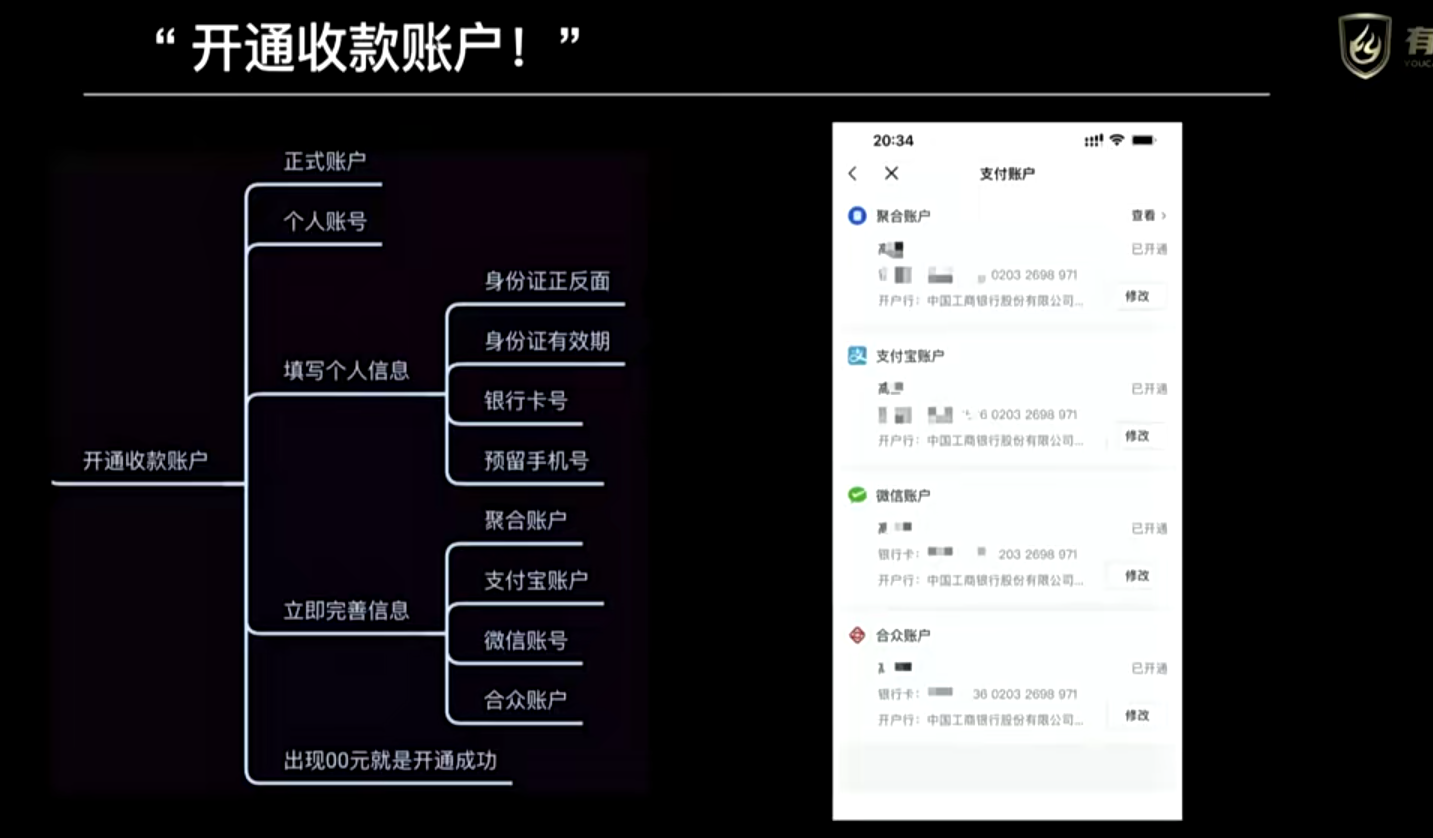 “ 开通收款账户！ ”
有
YOUC
正式账户
个人账号
身份证正反面
身份证有效期
填写个人信息
银行卡号
开通收款账户
预留手机号
聚合账户
支付宝账户
立即完善信息
微信账号
合众账户
出现00元就是开通成功
20:34
支付账户
聚合账户
查看 >
已开通
0203 2698 971
开户行：中国工商银行股份有限公司...
修改
支付宝账户
已开通
6 0203 2698 971
开户行：中国工商银行股份有限公司...
修改
微信账户
已开通
银行卡： 203 2698 971
开户行：中国工商银行股份有限公司...
修改
合众账户
已开通
银行卡： 36 0203 2698 971
开户行：中国工商银行股份有限公司...
修改